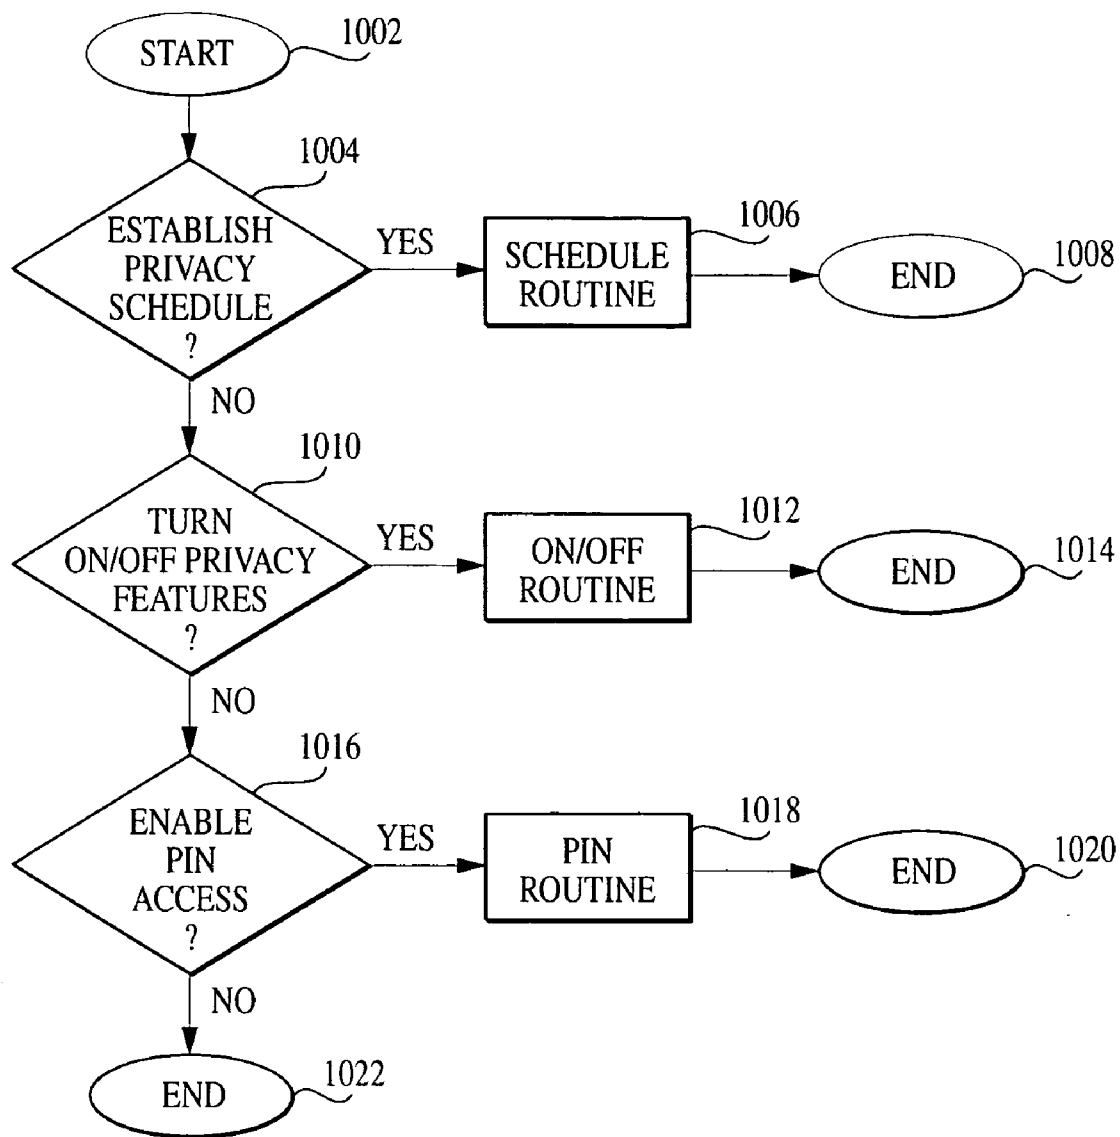 START
1002
1004
ESTABLISH
PRIVACY
SCHEDULE
?
YES
SCHEDULE
ROUTINE
1006
END
1008
NO
1010
TURN
ON/OFF PRIVACY
FEATURES
?
YES
ON/OFF
ROUTINE
1012
END
1014
NO
1016
ENABLE
PIN
ACCESS
?
YES
PIN
ROUTINE
1018
END
1020
NO
END
1022